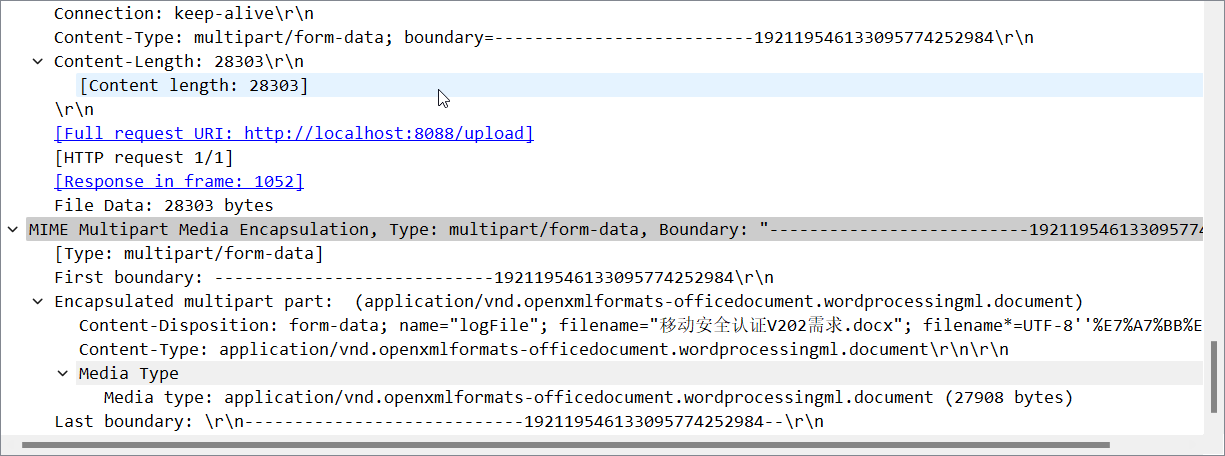 Connection: keep-alive\r\n
Content-Type: multipart/form-data; boundary=--------------------------192119546133095774252984\r\n
Content-Length: 28303\r\n
[Content length: 28303]
\r\n
[Full request URI: http://localhost:8088/upload]
[HTTP request 1/1]
[Response in frame: 1052]
File Data: 28303 bytes
MIME Multipart Media Encapsulation, Type: multipart/form-data, Boundary: "--------------------------192119546133095774
[Type: multipart/form-data]
First boundary: ----------------------------192119546133095774252984\r\n
Encapsulated multipart part:  (application/vnd.openxmlformats-officedocument.wordprocessingml.document)
Content-Disposition: form-data; name="logFile"; filename="移动安全认证V202需求.docx"; filename*=UTF-8''%E7%A7%BB%E
Content-Type: application/vnd.openxmlformats-officedocument.wordprocessingml.document\r\n\r\n
Media Type
Media type: application/vnd.openxmlformats-officedocument.wordprocessingml.document (27908 bytes)
Last boundary: \r\n----------------------------192119546133095774252984--\r\n